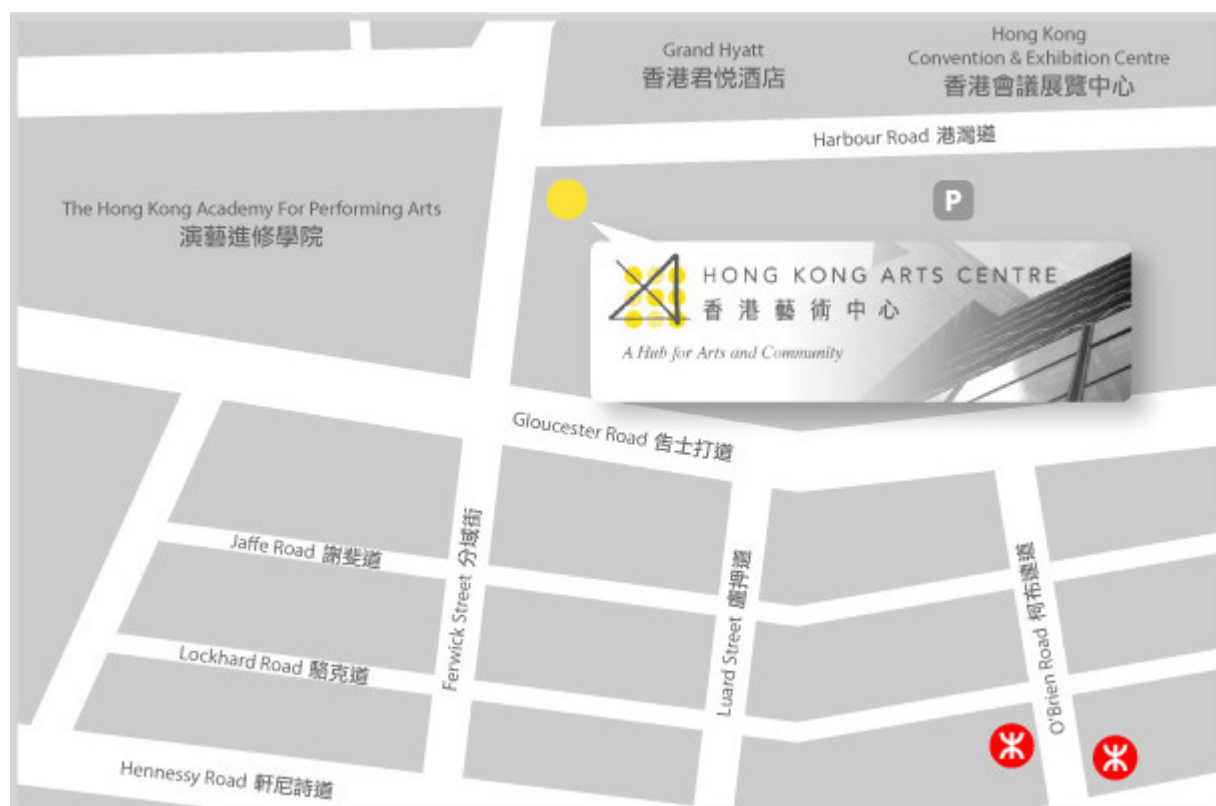 Grand Hyatt
香港君悦酒店
Hong Kong
Convention & Exhibition Centre
香港會議展覽中心
Harbour Road 港灣道
The Hong Kong Academy For Performing Arts
演藝進修學院
P
HONG KONG ARTS CENTRE
香港藝術中心
A Hub for Arts and Community
Gloucester Road 告士打道
Jaffe Road 謝斐道
Ferwick Street 分域街
Luard Street 盧押道
O'Brien Road 柯布連道
Lockhard Road 駱克道
Hennessy Road 軒尼詩道